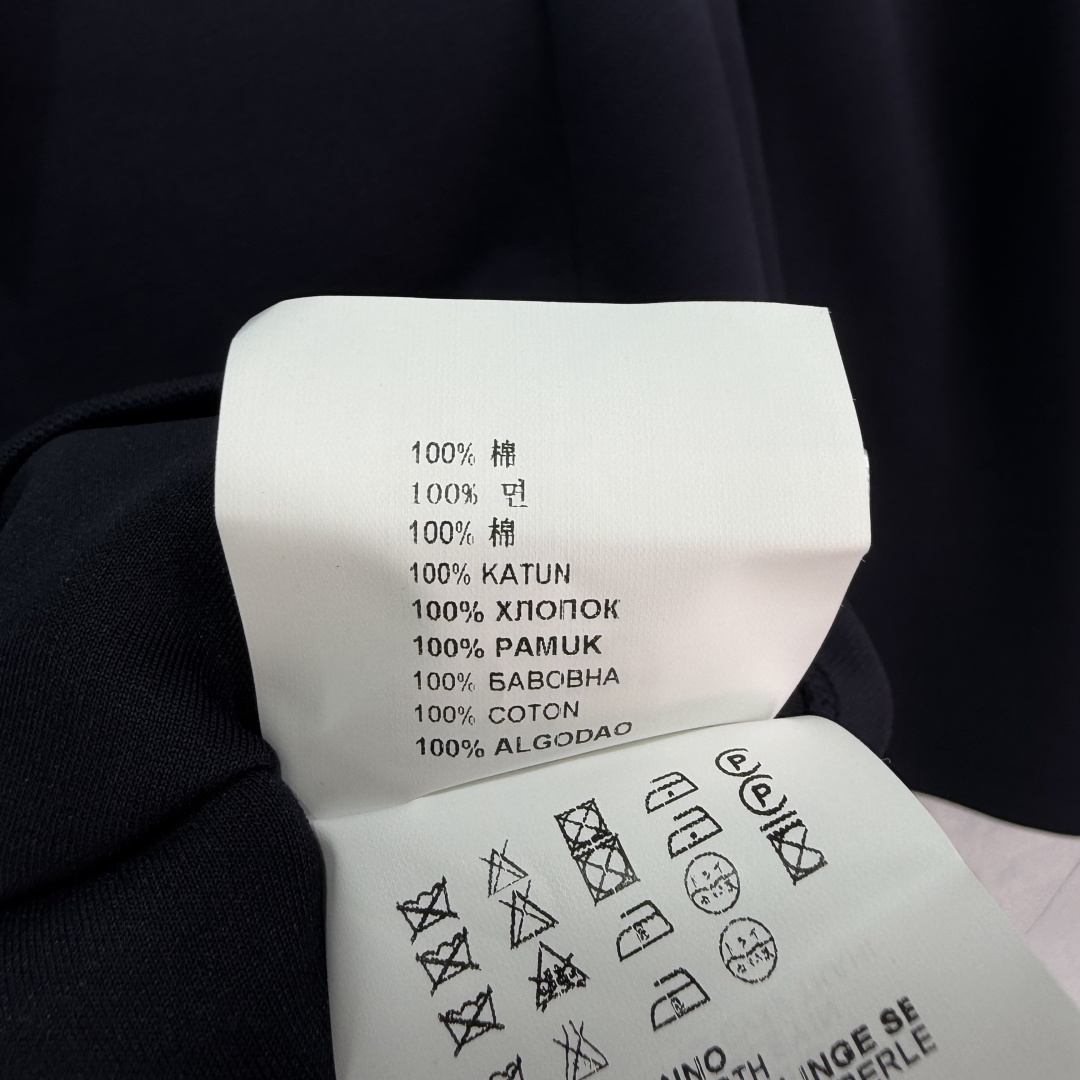 100% 棉
100% 면
100% 棉
100% KATUN
100% ХЛОПОК
100% PAMUK
100% БАВОВНА
100% COTON
100% ALGODAO
P
P